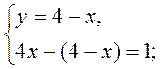 y = 4 − x,
4x − (4 − x) = 1;